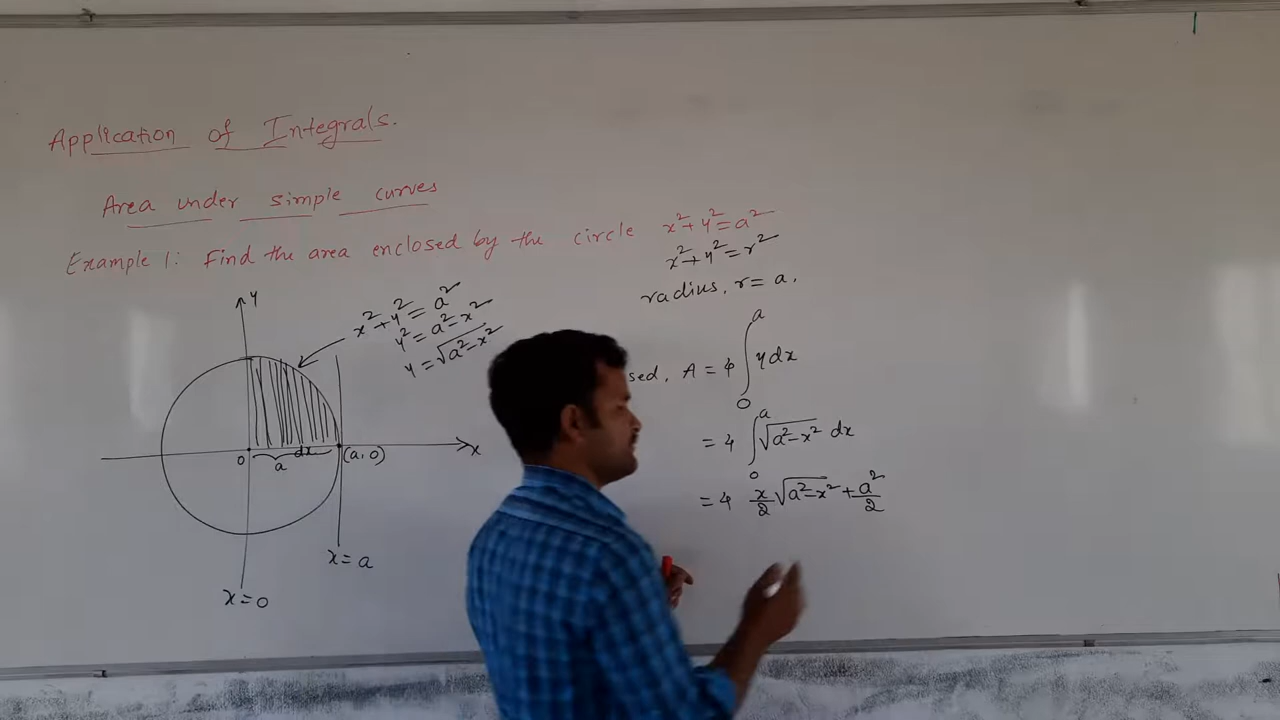 Application of Integrals.
Area under simple curves
Example 1: Find the area enclosed by the circle x²+y²=a²
x²+y²=r²
radius, r=a.
y
x²+y²=a²
y²=a²-x²
y=√a²-x²
0
a
dx
(a,0)
x
x=a
x=0
sed, A = 4 ∫₀ᵃ y dx
= 4 ∫₀ᵃ √a²-x² dx
= 4 x/2 √a²-x² + a²/2